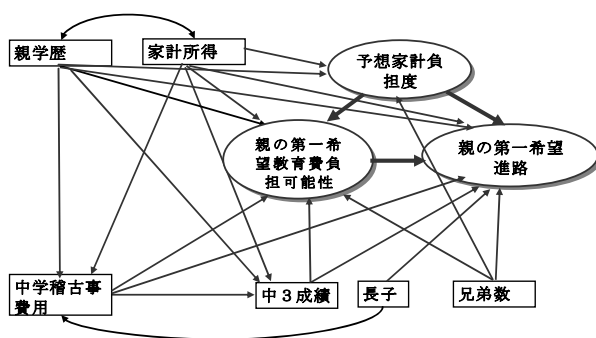 親学歴
家計所得
予想家計負
担度
親の第一希
望教育費負
担可能性
親の第一希望
進路
中学稽古事
費用
中３成績
長子
兄弟数